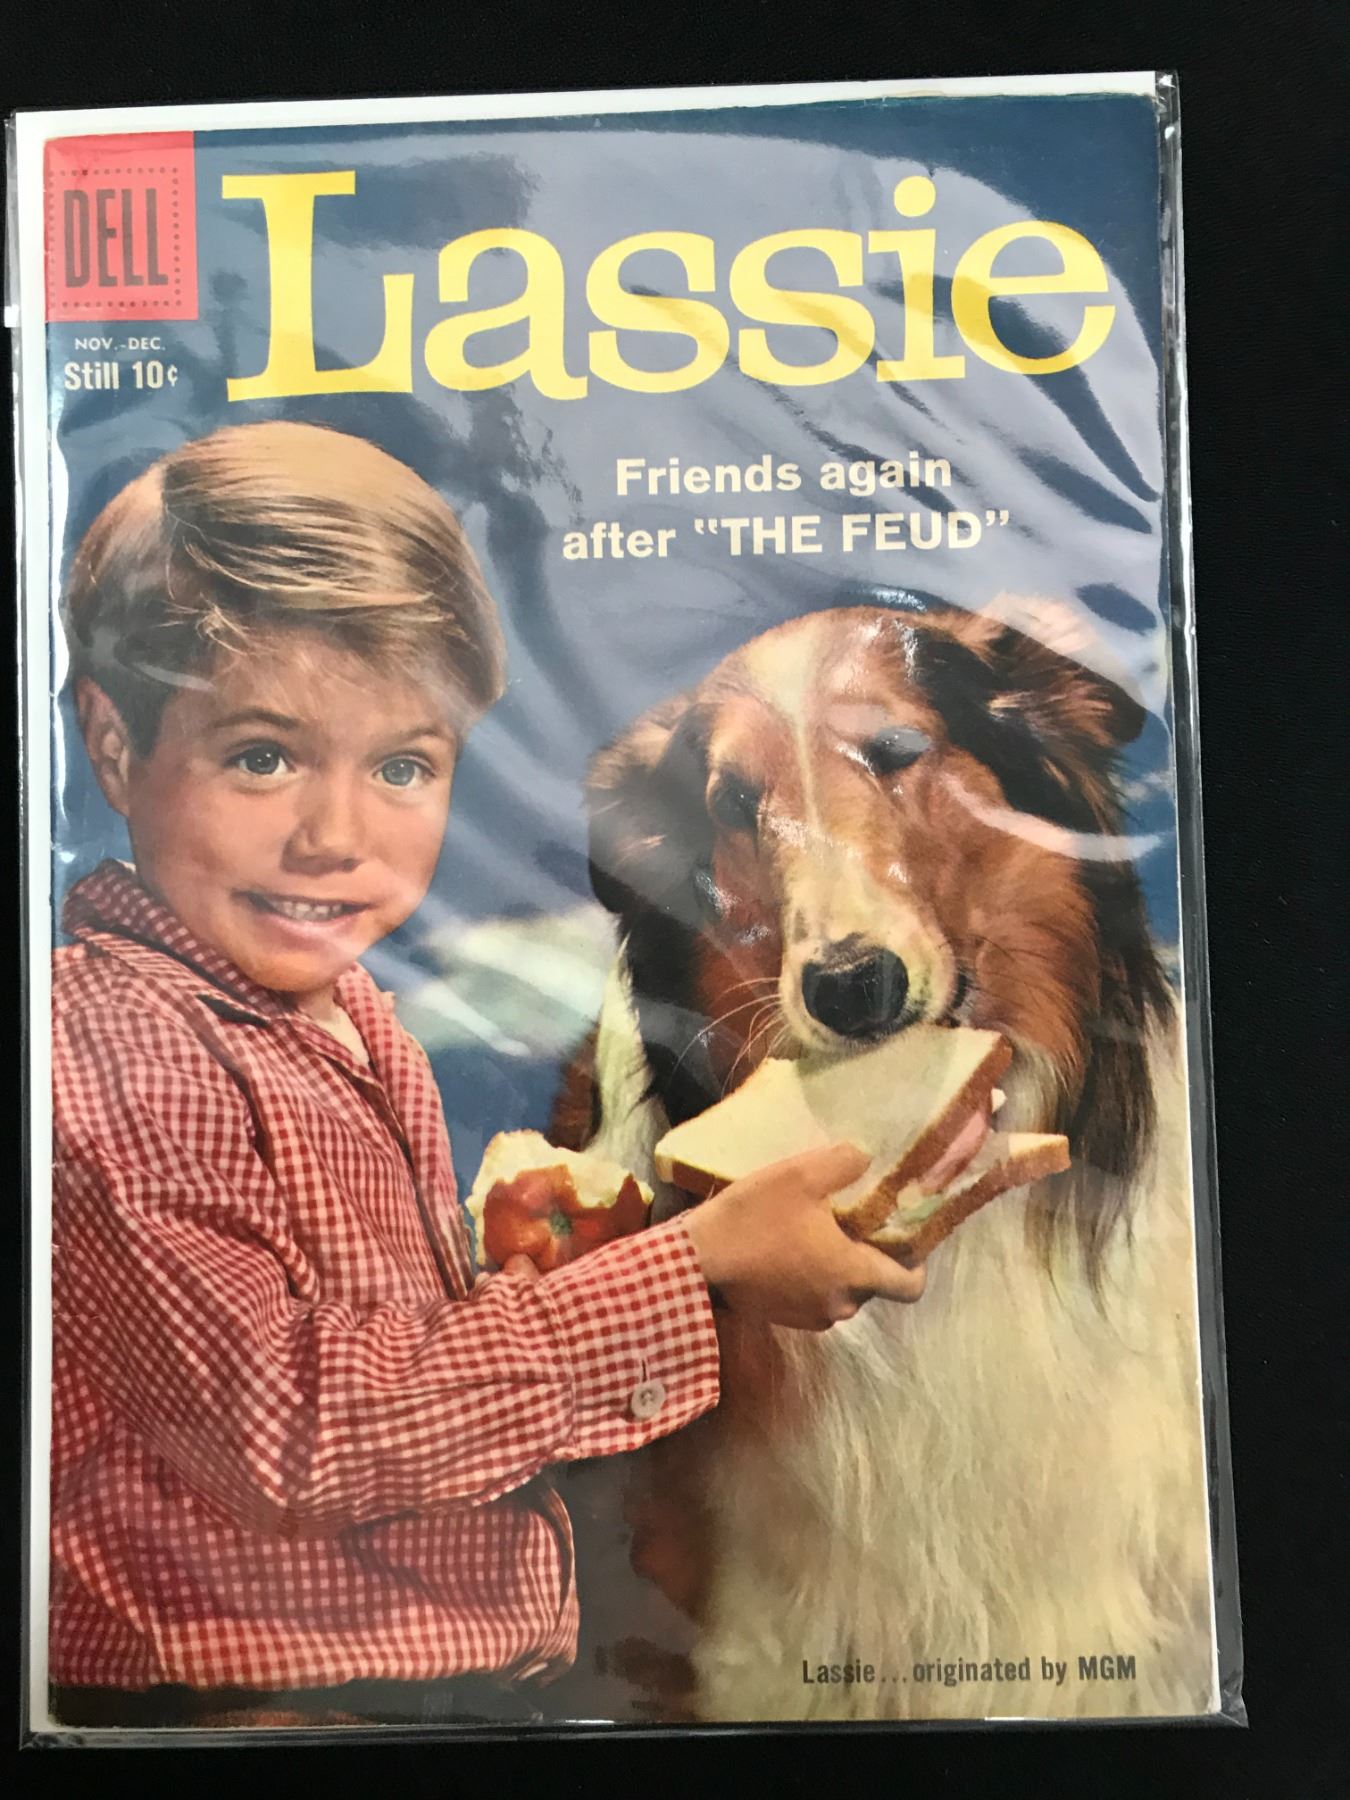 DELL
Lassie
NOV.-DEC.
Still 10¢
Friends again
after "THE FEUD"
Lassie...originated by MGM